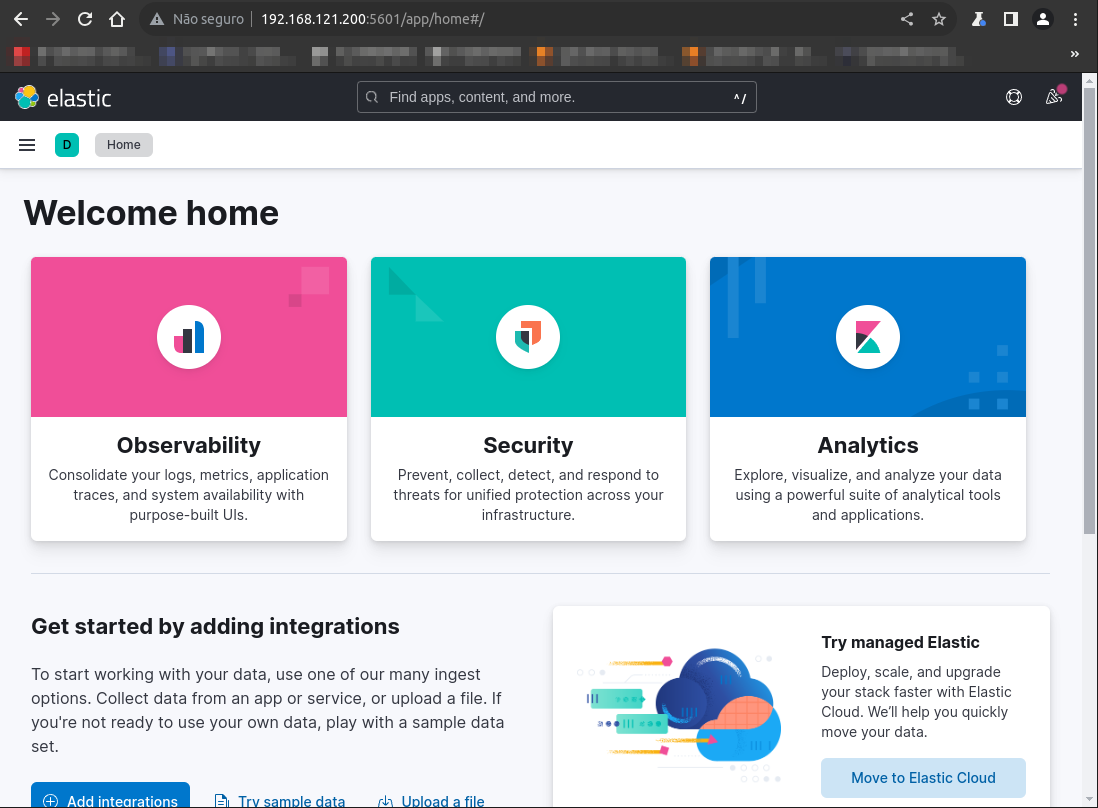 Não seguro 192.168.121.200:5601/app/home#/
»
elastic
Find apps, content, and more.
^/
D
Home
Welcome home
Observability
Consolidate your logs, metrics, application
traces, and system availability with
purpose-built UIs.
Security
Prevent, collect, detect, and respond to
threats for unified protection across your
infrastructure.
Analytics
Explore, visualize, and analyze your data
using a powerful suite of analytical tools
and applications.
Get started by adding integrations
To start working with your data, use one of our many ingest
options. Collect data from an app or service, or upload a file. If
you're not ready to use your own data, play with a sample data
set.
Add integrations
Try sample data
Upload a file
Try managed Elastic
Deploy, scale, and upgrade
your stack faster with Elastic
Cloud. We’ll help you quickly
move your data.
Move to Elastic Cloud